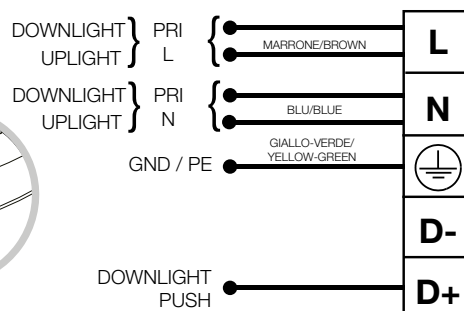 DOWNLIGHT } PRI { MARRONE/BROWN L
UPLIGHT L
DOWNLIGHT } PRI { BLU/BLUE N
UPLIGHT N
GIALLO-VERDE/
YELLOW-GREEN
GND / PE
D-
DOWNLIGHT
PUSH
D+